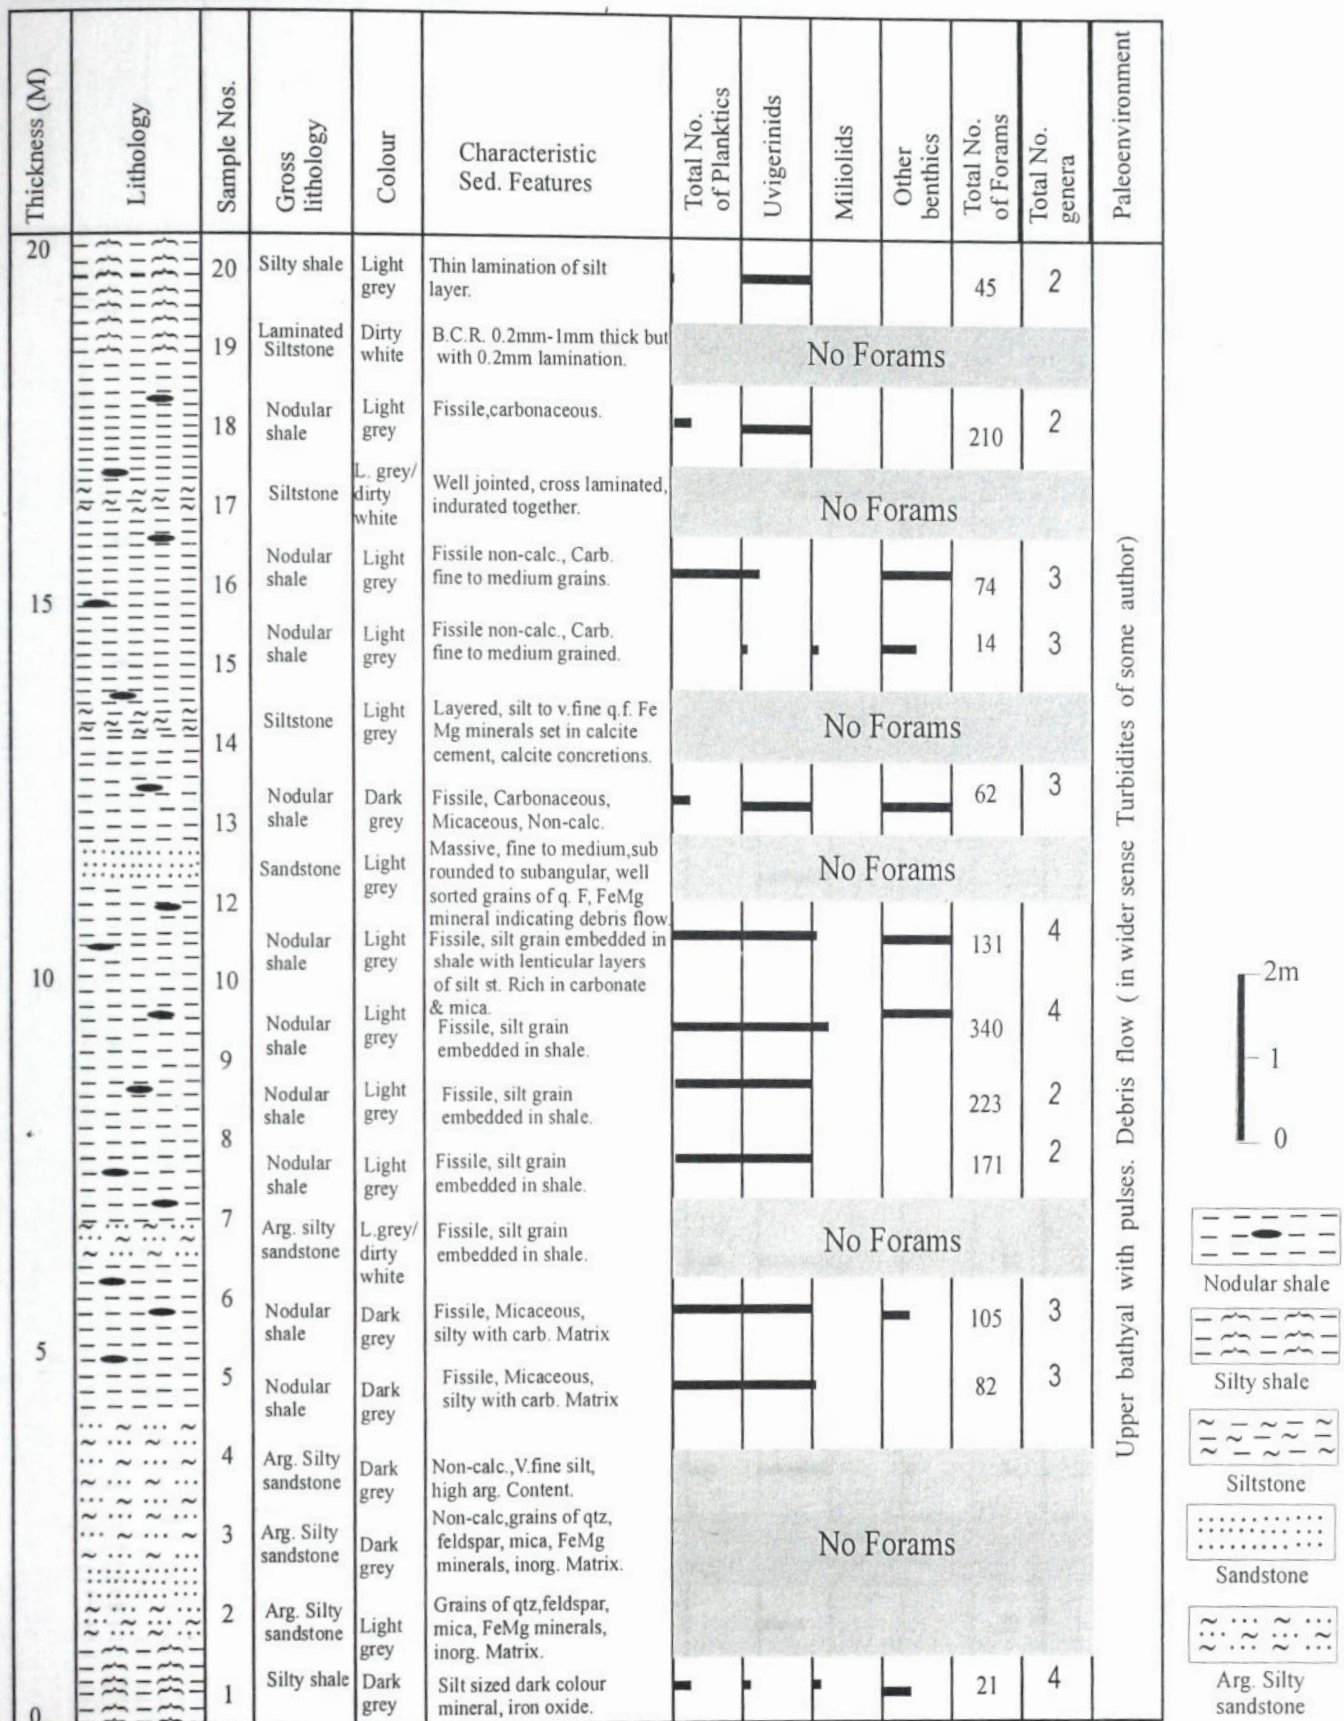 Thickness (M)
Lithology
Sample Nos.
Gross
lithology
Colour
Characteristic
Sed. Features
Total No.
of Planktics
Uvigerinids
Miliolids
Other
benthics
Total No.
of Forams
Total No.
genera
Paleoenvironment
20
20
Silty shale
Light
grey
Thin lamination of silt
layer.
45
2
19
Laminated
Siltstone
Dirty
white
B.C.R. 0.2mm-1mm thick but
with 0.2mm lamination.
No Forams
18
Nodular
shale
Light
grey
Fissile,carbonaceous.
210
2
17
Siltstone
L. grey/
dirty
white
Well jointed, cross laminated,
indurated together.
No Forams
15
16
Nodular
shale
Light
grey
Fissile non-calc., Carb.
fine to medium grains.
74
3
15
Nodular
shale
Light
grey
Fissile non-calc., Carb.
fine to medium grained.
14
3
14
Siltstone
Light
grey
Layered, silt to v.fine q.f. Fe
Mg minerals set in calcite
cement, calcite concretions.
No Forams
13
Nodular
shale
Dark
grey
Fissile, Carbonaceous,
Micaceous, Non-calc.
62
3
12
Sandstone
Light
grey
Massive, fine to medium,sub
rounded to subangular, well
sorted grains of q. F, FeMg
mineral indicating debris flow.
No Forams
10
10
Nodular
shale
Light
grey
Fissile, silt grain embedded in
shale with lenticular layers
of silt st. Rich in carbonate
& mica.
131
4
9
Nodular
shale
Light
grey
Fissile, silt grain
embedded in shale.
340
4
8
Nodular
shale
Light
grey
Fissile, silt grain
embedded in shale.
223
2
7
Nodular
shale
Light
grey
Fissile, silt grain
embedded in shale.
171
2
6
Arg. silty
sandstone
L.grey/
dirty
white
Fissile, silt grain
embedded in shale.
No Forams
5
Nodular
shale
Dark
grey
Fissile, Micaceous,
silty with carb. Matrix
105
3
5
Nodular
shale
Dark
grey
Fissile, Micaceous,
silty with carb. Matrix
82
3
4
Arg. Silty
sandstone
Dark
grey
Non-calc.,V.fine silt,
high arg. Content.
3
Arg. Silty
sandstone
Dark
grey
Non-calc,grains of qtz,
feldspar, mica, FeMg
minerals, inorg. Matrix.
No Forams
2
Arg. Silty
sandstone
Light
grey
Grains of qtz,feldspar,
mica, FeMg minerals,
inorg. Matrix.
0
1
Silty shale
Dark
grey
Silt sized dark colour
mineral, iron oxide.
21
4
Upper bathyal with pulses. Debris flow ( in wider sense Turbidites of some author)
2m
1
0
Nodular shale
Silty shale
Siltstone
Sandstone
Arg. Silty
sandstone